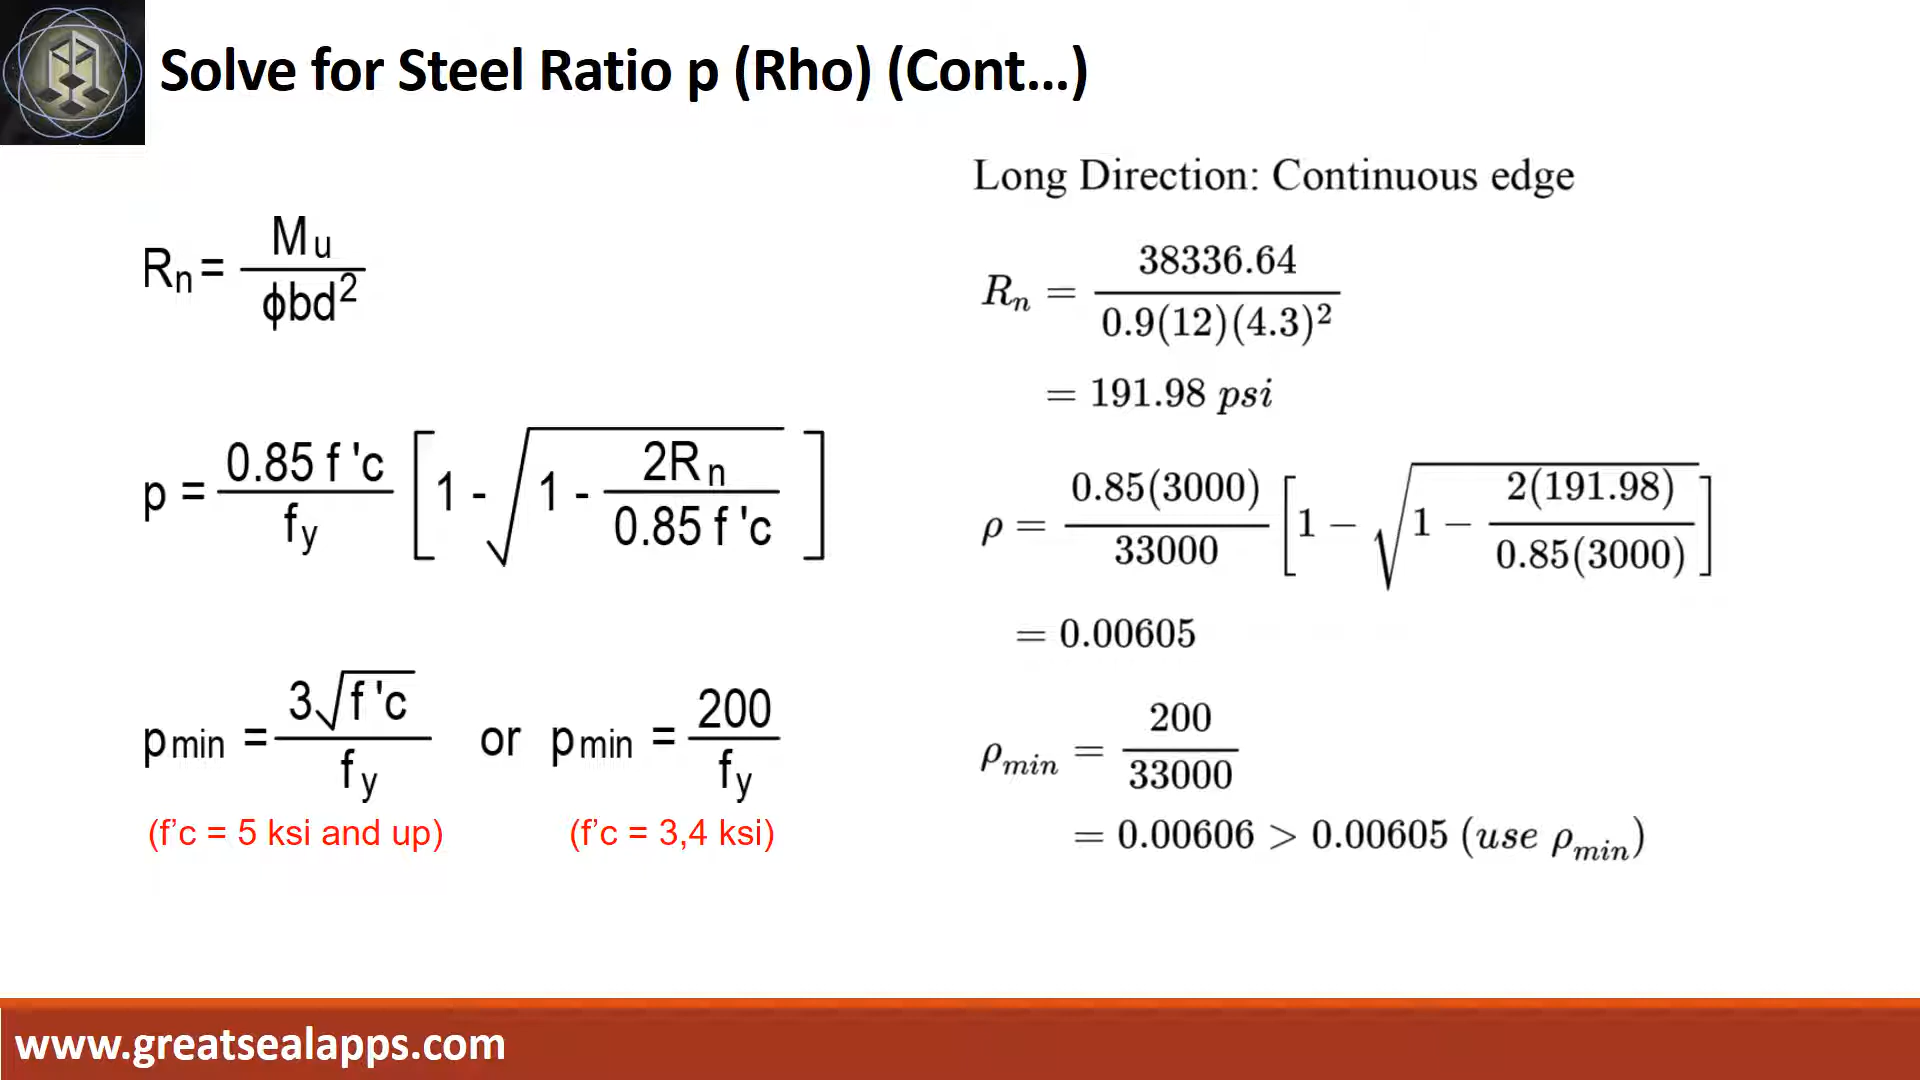 Solve for Steel Ratio p (Rho) (Cont...)
Rn = Mu / ϕbd²
p = 0.85 f 'c / fy [1 - √(1 - 2Rn / 0.85 f 'c)]
pmin = 3√f 'c / fy or pmin = 200 / fy
(f’c = 5 ksi and up) (f’c = 3,4 ksi)
Long Direction: Continuous edge
Rn = 38336.64 / 0.9(12)(4.3)²
= 191.98 psi
ρ = 0.85(3000) / 33000 [1 − √(1 − 2(191.98) / 0.85(3000))]
= 0.00605
ρmin = 200 / 33000
= 0.00606 > 0.00605 (use ρmin)
www.greatsealapps.com